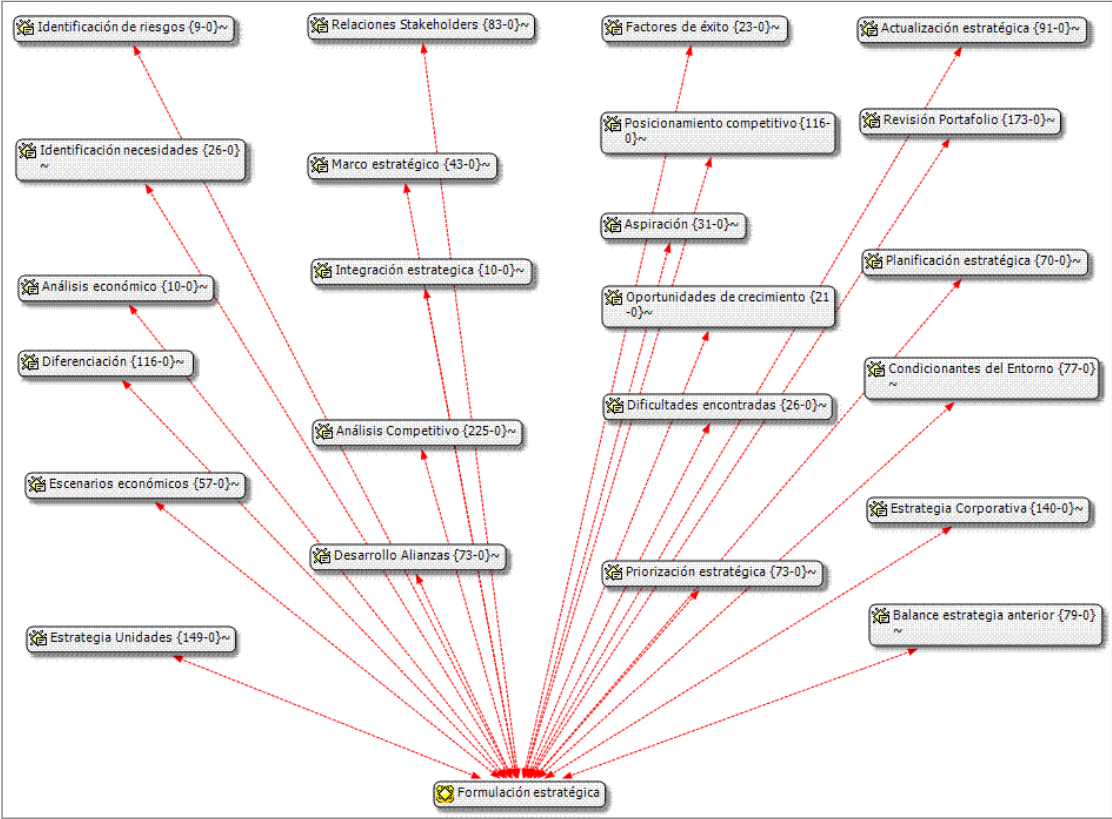 Identificación de riesgos {9-0}~
Relaciones Stakeholders {83-0}~
Factores de éxito {23-0}~
Actualización estratégica {91-0}~
Identificación necesidades {26-0}
~
Marco estratégico {43-0}~
Posicionamiento competitivo {116-
0}~
Revisión Portafolio {173-0}~
Aspiración {31-0}~
Análisis económico {10-0}~
Integración estrategica {10-0}~
Oportunidades de crecimiento {21
-0}~
Planificación estratégica {70-0}~
Diferenciación {116-0}~
Análisis Competitivo {225-0}~
Dificultades encontradas {26-0}~
Condicionantes del Entorno {77-0}
~
Escenarios económicos {57-0}~
Desarrollo Alianzas {73-0}~
Priorización estratégica {73-0}~
Estrategia Corporativa {140-0}~
Estrategia Unidades {149-0}~
Balance estrategia anterior {79-0}
~
Formulación estratégica